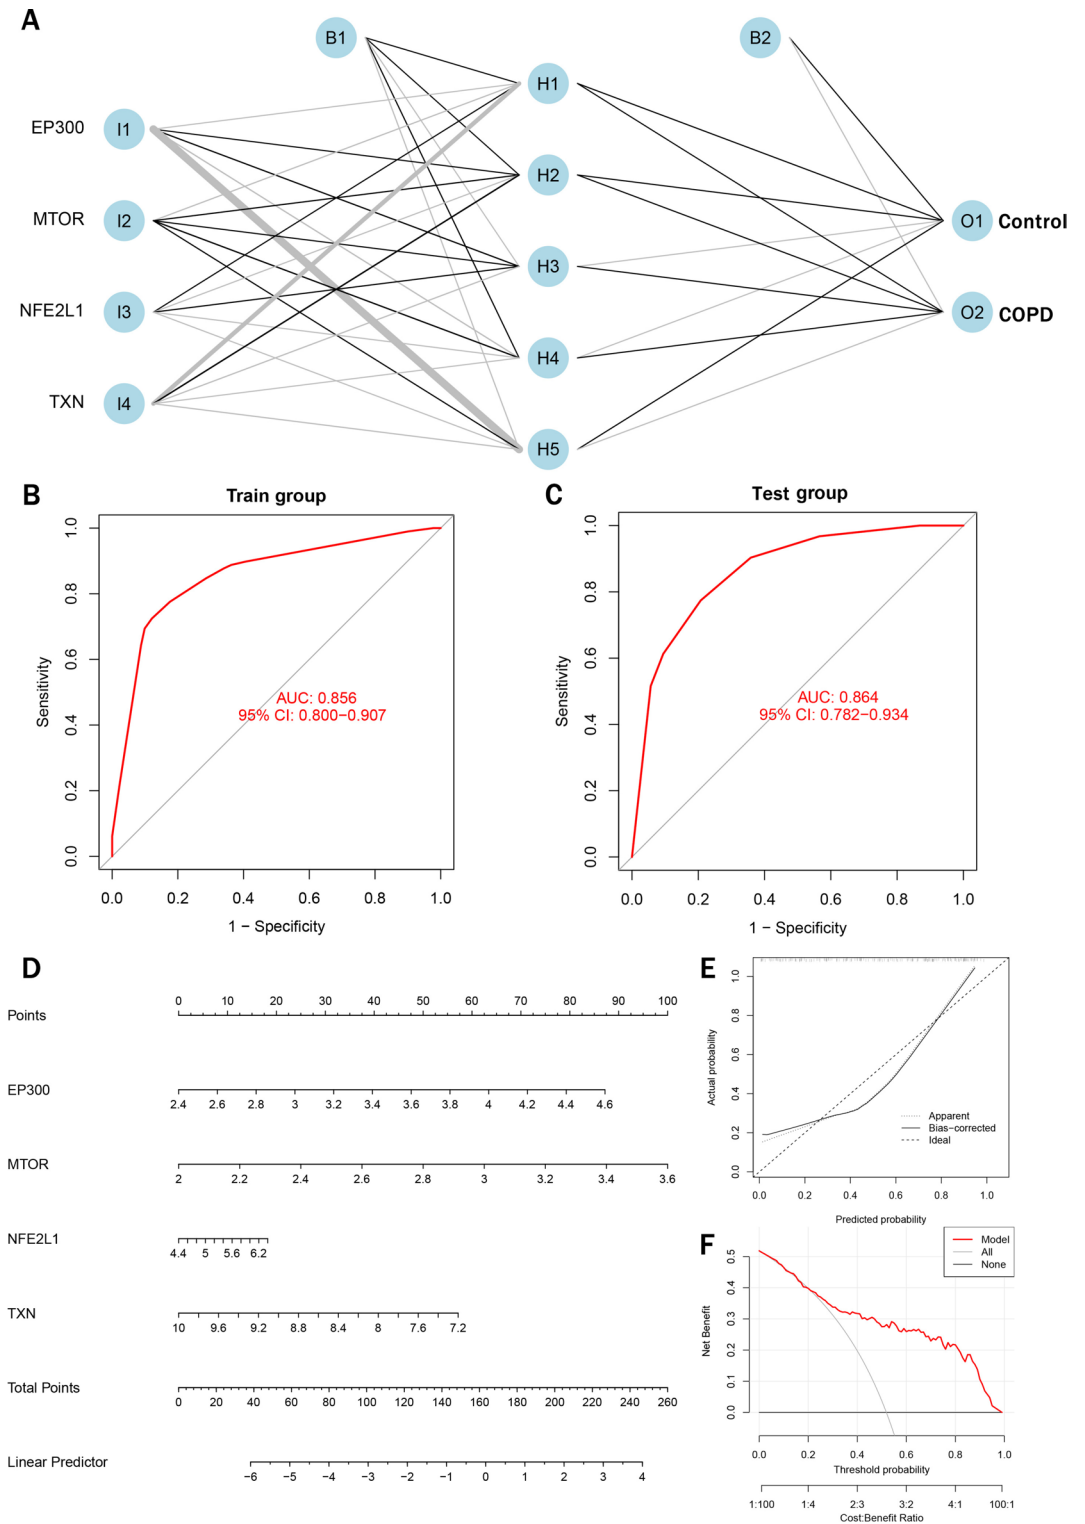 A
B1
B2
H1
EP300
I1
H2
MTOR
I2
O1
Control
H3
NFE2L1
I3
O2
COPD
H4
TXN
I4
H5
B
Train group
1.0
0.8
0.6
0.4
0.2
0.0
Sensitivity
AUC: 0.856
95% CI: 0.800−0.907
0.0 0.2 0.4 0.6 0.8 1.0
1 − Specificity
C
Test group
1.0
0.8
0.6
0.4
0.2
0.0
Sensitivity
AUC: 0.864
95% CI: 0.782−0.934
0.0 0.2 0.4 0.6 0.8 1.0
1 − Specificity
D
0 10 20 30 40 50 60 70 80 90 100
Points
EP300
2.4 2.6 2.8 3 3.2 3.4 3.6 3.8 4 4.2 4.4 4.6
MTOR
2 2.2 2.4 2.6 2.8 3 3.2 3.4 3.6
NFE2L1
4.4 5 5.6 6.2
TXN
10 9.6 9.2 8.8 8.4 8 7.6 7.2
Total Points
0 20 40 60 80 100 120 140 160 180 200 220 240 260
Linear Predictor
−6 −5 −4 −3 −2 −1 0 1 2 3 4
E
1.0
0.8
0.6
0.4
0.2
0.0
Actual probability
Apparent
Bias−corrected
Ideal
0.0 0.2 0.4 0.6 0.8 1.0
Predicted probability
F
Model
All
None
0.5
0.4
0.3
0.2
0.1
0.0
Net Benefit
0.0 0.2 0.4 0.6 0.8 1.0
Threshold probability
1:100 1:4 2:3 3:2 4:1 100:1
Cost:Benefit Ratio